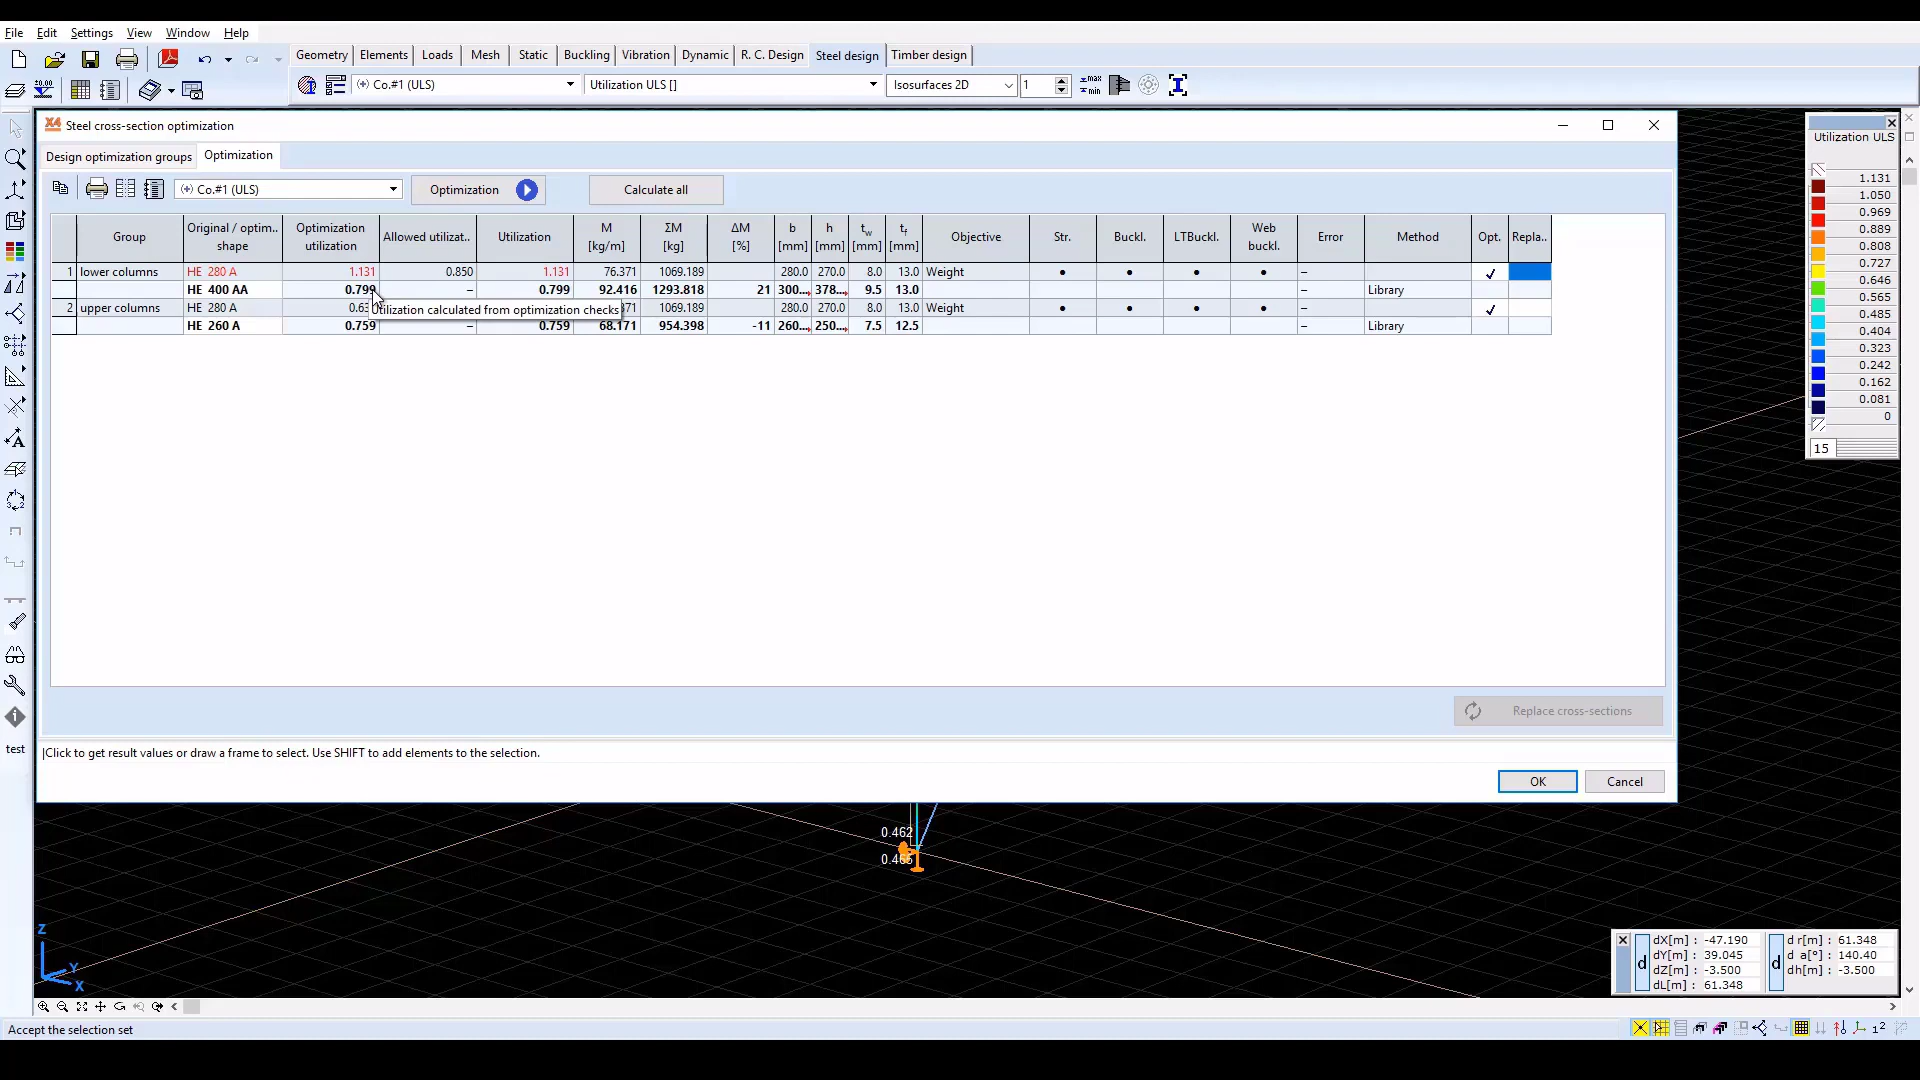 File Edit Settings View Window Help
Geometry Elements Loads Mesh Static Buckling Vibration Dynamic R. C. Design Steel design Timber design
Co.#1 (ULS) Utilization ULS [] Isosurfaces 2D 1 max min
Steel cross-section optimization
Design optimization groups Optimization
Co.#1 (ULS) Optimization Calculate all
Group Original / optim.. shape Optimization utilization Allowed utilizat.. Utilization M [kg/m] ΣM [kg] ΔM [%] b [mm] h [mm] tw [mm] tf [mm] Objective Str. Buckl. LTBuckl. Web buckl. Error Method Opt. Repla..
1 lower columns HE 280 A 1.131 0.850 1.131 76.371 1069.189 280.0 270.0 8.0 13.0 Weight • • • • –
HE 400 AA 0.799 – 0.799 92.416 1293.818 21 300... 378... 9.5 13.0 – Library
2 upper columns HE 280 A 1069.189 280.0 270.0 8.0 13.0 Weight • • • • –
Utilization calculated from optimization checks
HE 260 A 0.759 – 0.759 68.171 954.398 -11 260... 250... 7.5 12.5 – Library
Replace cross-sections
Click to get result values or draw a frame to select. Use SHIFT to add elements to the selection.
OK Cancel
Utilization ULS
1.131
1.050
0.969
0.889
0.808
0.727
0.646
0.565
0.485
0.404
0.323
0.242
0.162
0.081
0
15
test
0.462
0.465
Z
Y
X
d dX[m] : -47.190
dY[m] : 39.045
dZ[m] : -3.500
dL[m] : 61.348
d d r[m] : 61.348
d a[°] : 140.40
dh[m] : -3.500
Accept the selection set